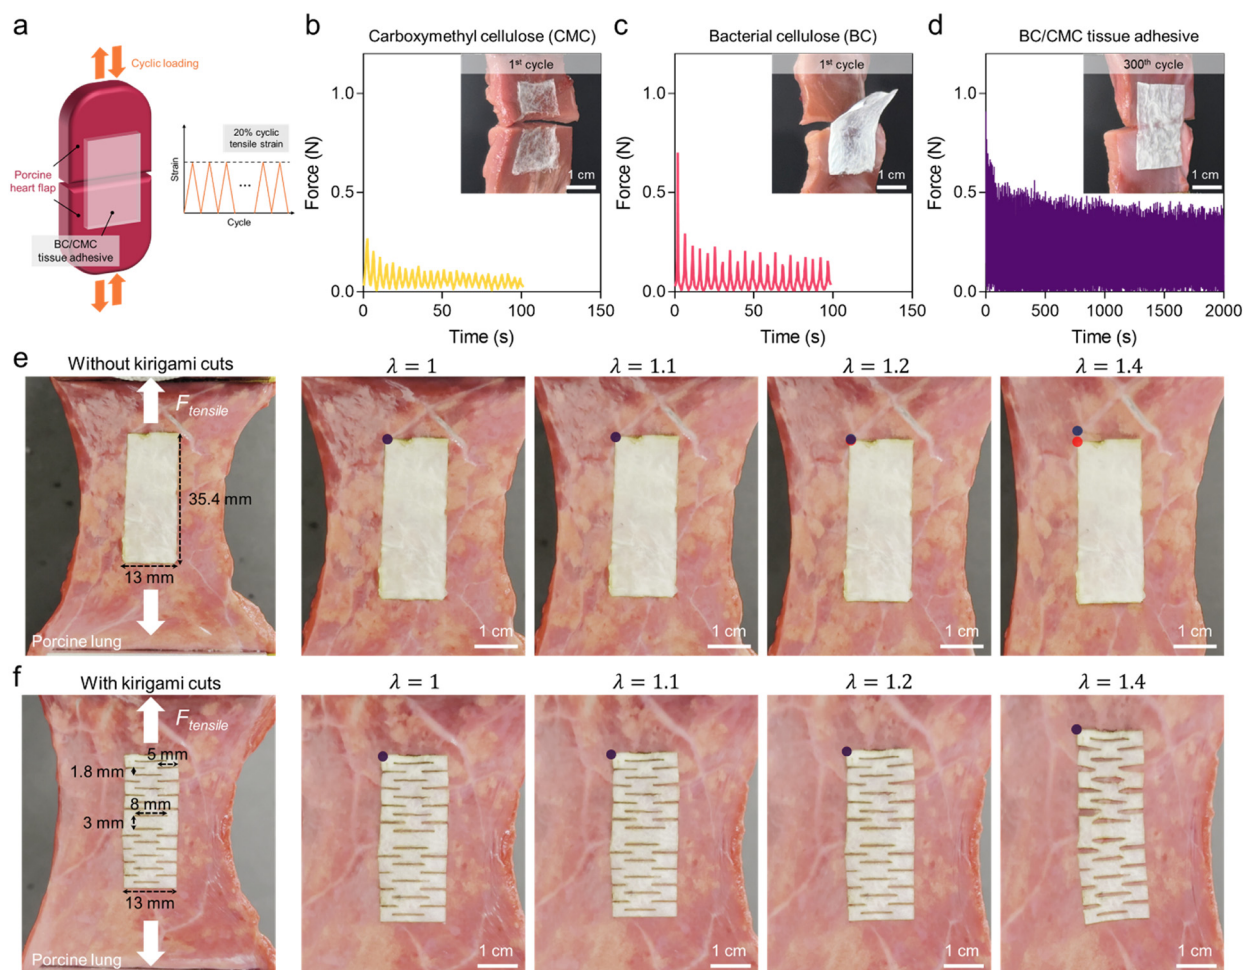 a
Cyclic loading
Porcine
heart flap
BC/CMC
tissue adhesive
20% cyclic
tensile strain
Strain
...
Cycle
b
Carboxymethyl cellulose (CMC)
1st cycle
1 cm
Force (N)
1.0
0.5
0.0
0 50 100 150
Time (s)
c
Bacterial cellulose (BC)
1st cycle
1 cm
Force (N)
1.0
0.5
0.0
0 50 100 150
Time (s)
d
BC/CMC tissue adhesive
300th cycle
1 cm
Force (N)
1.0
0.5
0.0
0 500 1000 1500 2000
Time (s)
e
Without kirigami cuts
Ftensile
35.4 mm
13 mm
Porcine lung
λ = 1
1 cm
λ = 1.1
1 cm
λ = 1.2
1 cm
λ = 1.4
1 cm
f
With kirigami cuts
Ftensile
5 mm
1.8 mm
8 mm
3 mm
13 mm
Porcine lung
λ = 1
1 cm
λ = 1.1
1 cm
λ = 1.2
1 cm
λ = 1.4
1 cm